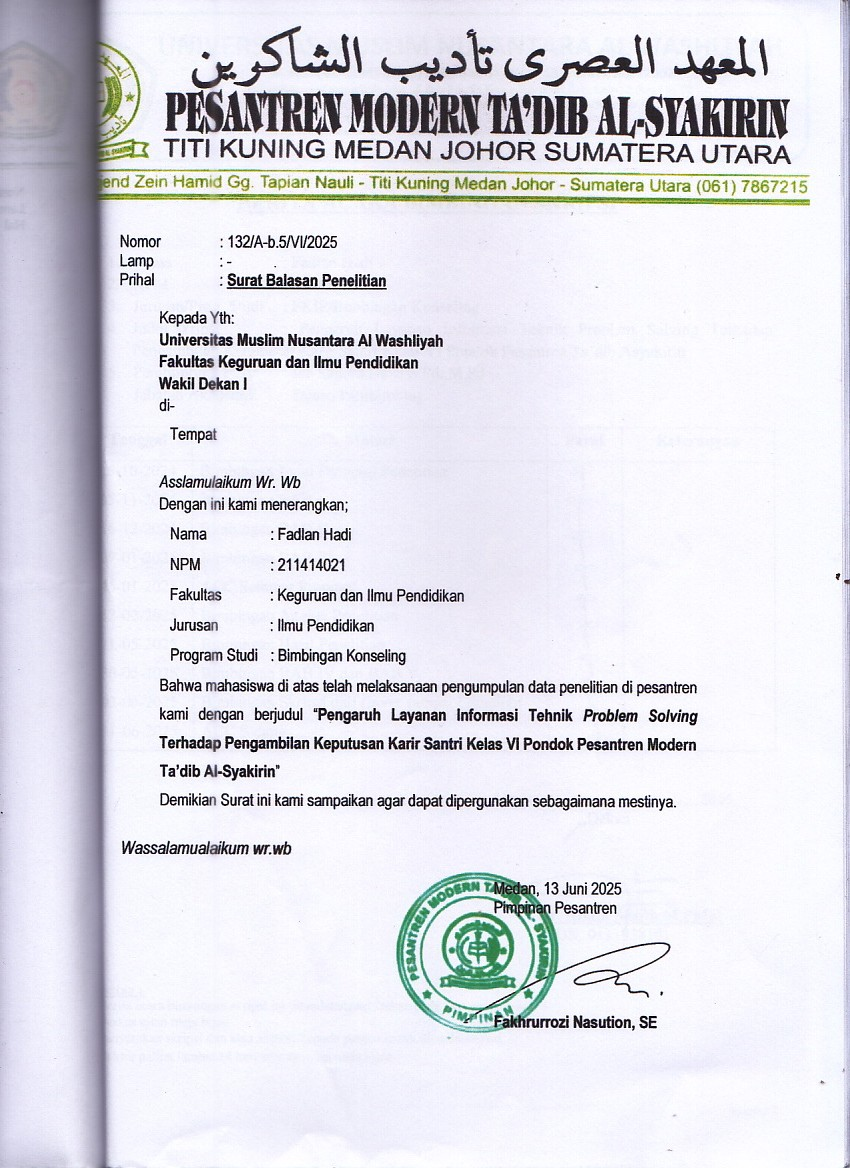 المعهد العصرى تأديب الشاكرين
PESANTREN MODERN TA'DIB AL-SYAKIRIN
TITI KUNING MEDAN JOHOR SUMATERA UTARA
Zein Hamid Gg. Tapian Nauli - Titi Kuning Medan Johor - Sumatera Utara (061) 7867215
Nomor : 132/A-b.5/VI/2025
Lamp : -
Prihal : Surat Balasan Penelitian
Kepada Yth:
Universitas Muslim Nusantara Al Washliyah
Fakultas Keguruan dan Ilmu Pendidikan
Wakil Dekan I
di-
Tempat
Asslamulaikum Wr. Wb
Dengan ini kami menerangkan;
Nama : Fadlan Hadi
NPM : 211414021
Fakultas : Keguruan dan Ilmu Pendidikan
Jurusan : Ilmu Pendidikan
Program Studi : Bimbingan Konseling
Bahwa mahasiswa di atas telah melaksanaan pengumpulan data penelitian di pesantren
kami dengan berjudul “Pengaruh Layanan Informasi Tehnik Problem Solving
Terhadap Pengambilan Keputusan Karir Santri Kelas VI Pondok Pesantren Modern
Ta'dib Al-Syakirin”
Demikian Surat ini kami sampaikan agar dapat dipergunakan sebagaimana mestinya.
Wassalamualaikum wr.wb
Medan, 13 Juni 2025
Pimpinan Pesantren
PESANTREN MODERN TA'DIB AL-SYAKIRIN
PIMPINAN
Fakhrurrozi Nasution, SE